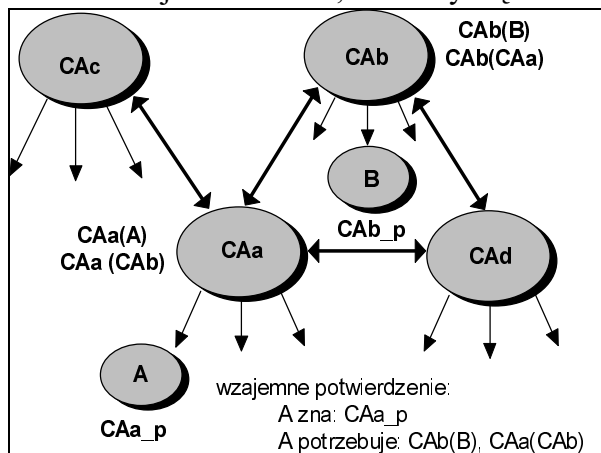 CAc
CAb
CAb(B)
CAb(CAa)
B
CAb_p
CAa(A)
CAa (CAb)
CAa
CAd
A
CAa_p
wzajemne potwierdzenie:
A zna: CAa_p
A potrzebuje: CAb(B), CAa(CAb)